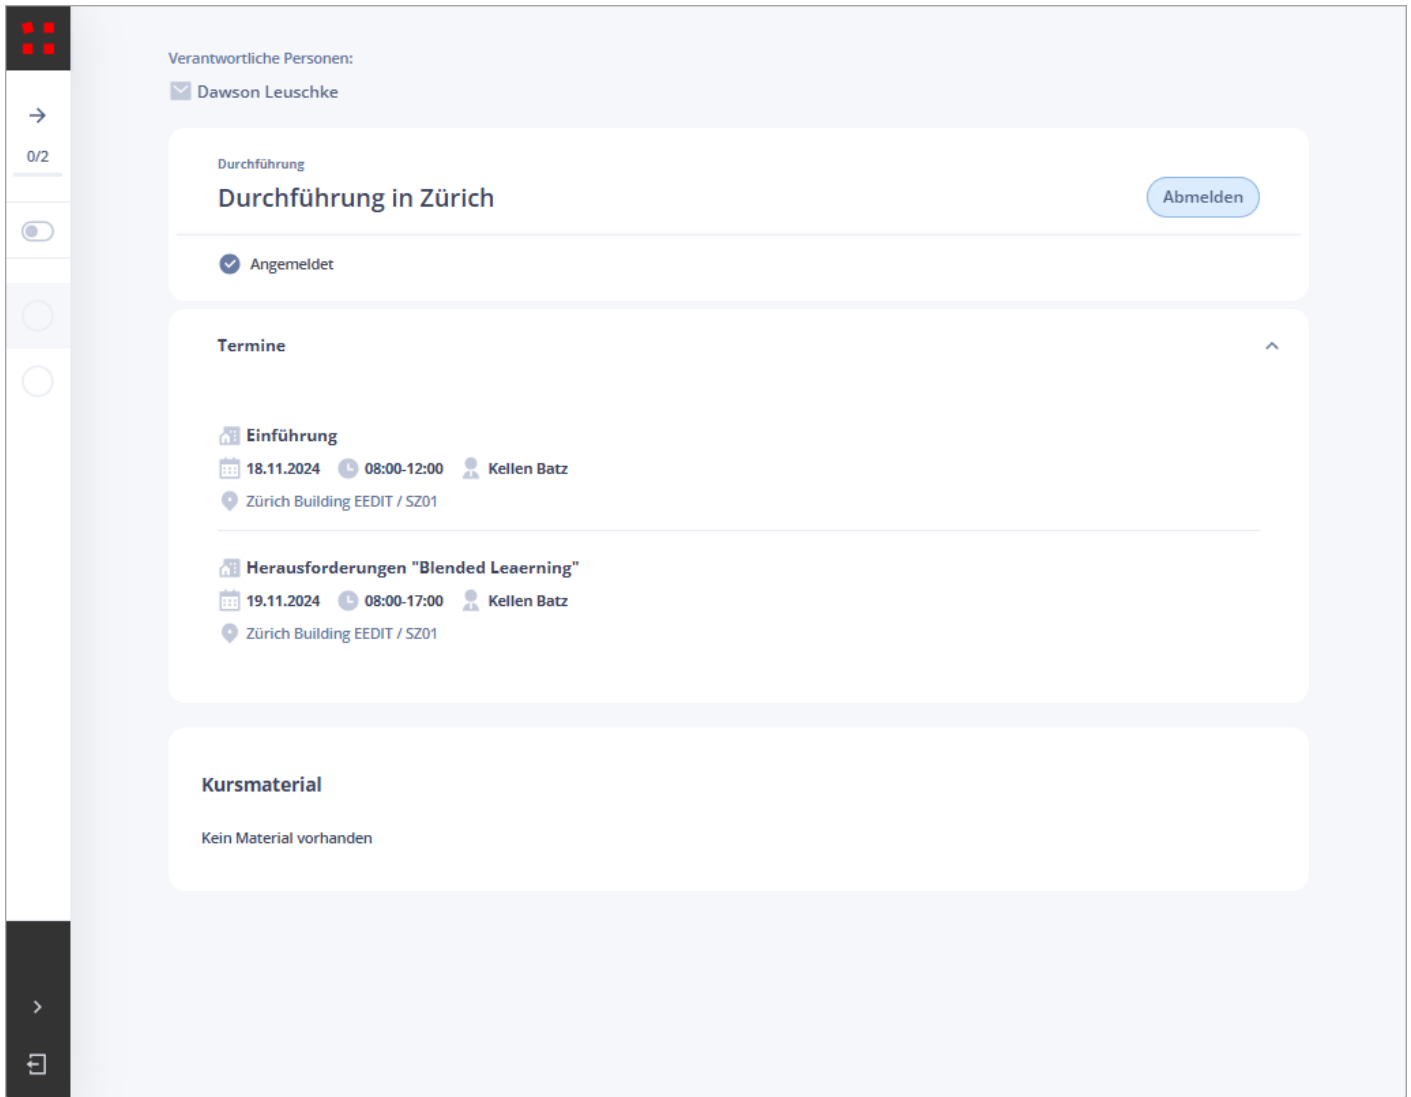 Verantwortliche Personen:
Dawson Leuschke
0/2
Durchführung
Durchführung in Zürich
Abmelden
Angemeldet
Termine
Einführung
18.11.2024 08:00-12:00 Kellen Batz
Zürich Building EEDIT / SZ01
Herausforderungen "Blended Leaerning"
19.11.2024 08:00-17:00 Kellen Batz
Zürich Building EEDIT / SZ01
Kursmaterial
Kein Material vorhanden